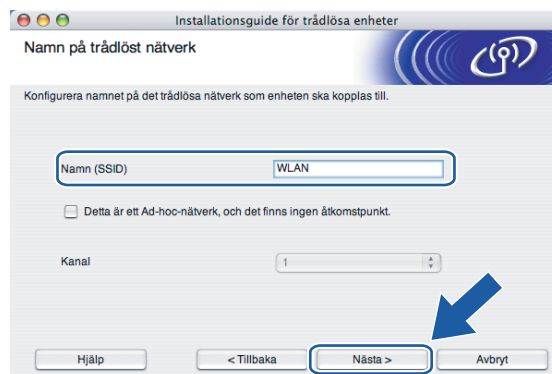 Installationsguide för trådlösa enheter
Namn på trådlöst nätverk
Konfigurera namnet på det trådlösa nätverk som enheten ska kopplas till.
Namn (SSID) WLAN
Detta är ett Ad-hoc-nätverk, och det finns ingen åtkomstpunkt.
Kanal 1
Hjälp < Tillbaka Nästa > Avbryt